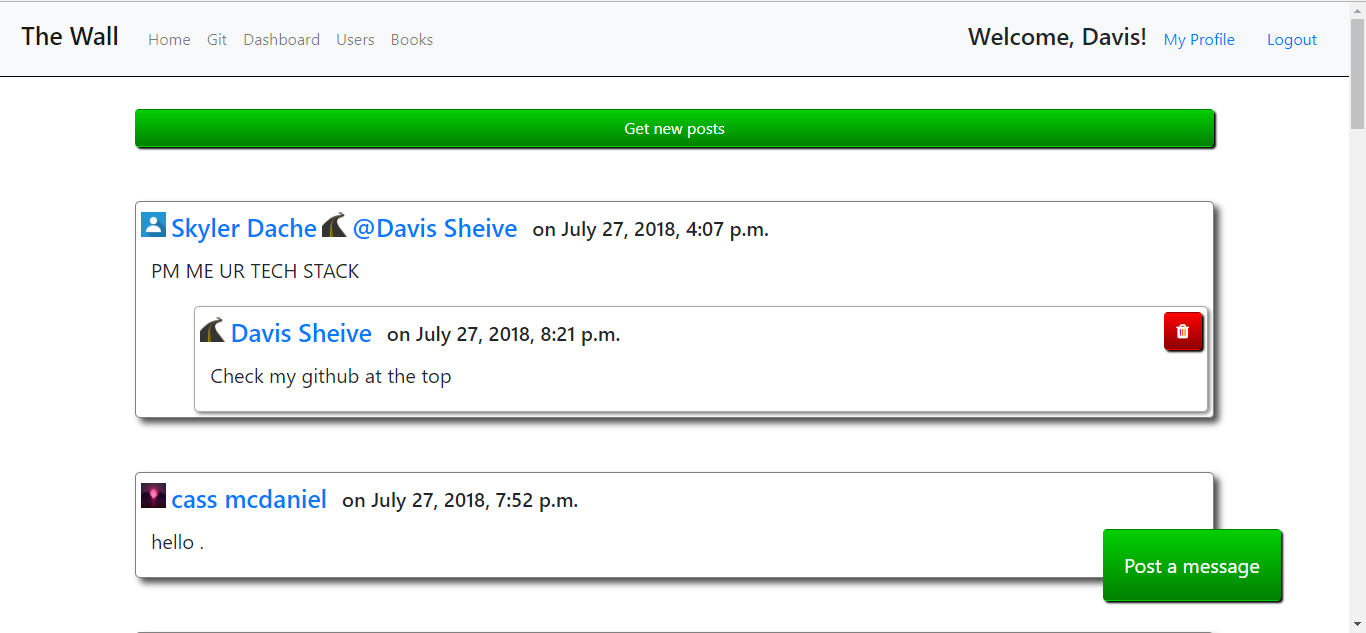 The Wall Home Git Dashboard Users Books Welcome, Davis! My Profile Logout
Get new posts
Skyler Dache @Davis Sheive on July 27, 2018, 4:07 p.m.
PM ME UR TECH STACK
Davis Sheive on July 27, 2018, 8:21 p.m.
Check my github at the top
cass mcdaniel on July 27, 2018, 7:52 p.m.
hello .
Post a message